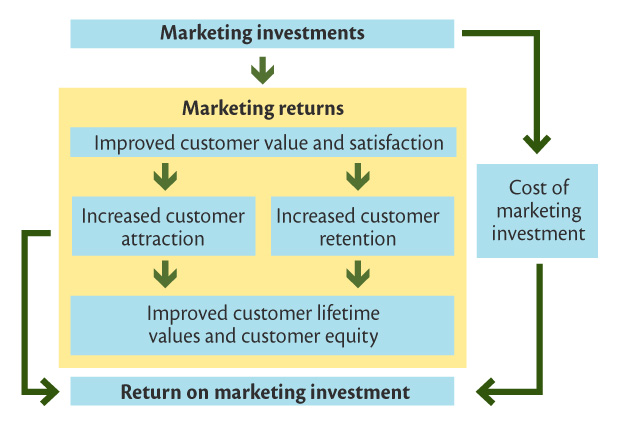 Marketing investments
Marketing returns
Improved customer value and satisfaction
Increased customer
attraction
Increased customer
retention
Cost of
marketing
investment
Improved customer lifetime
values and customer equity
Return on marketing investment